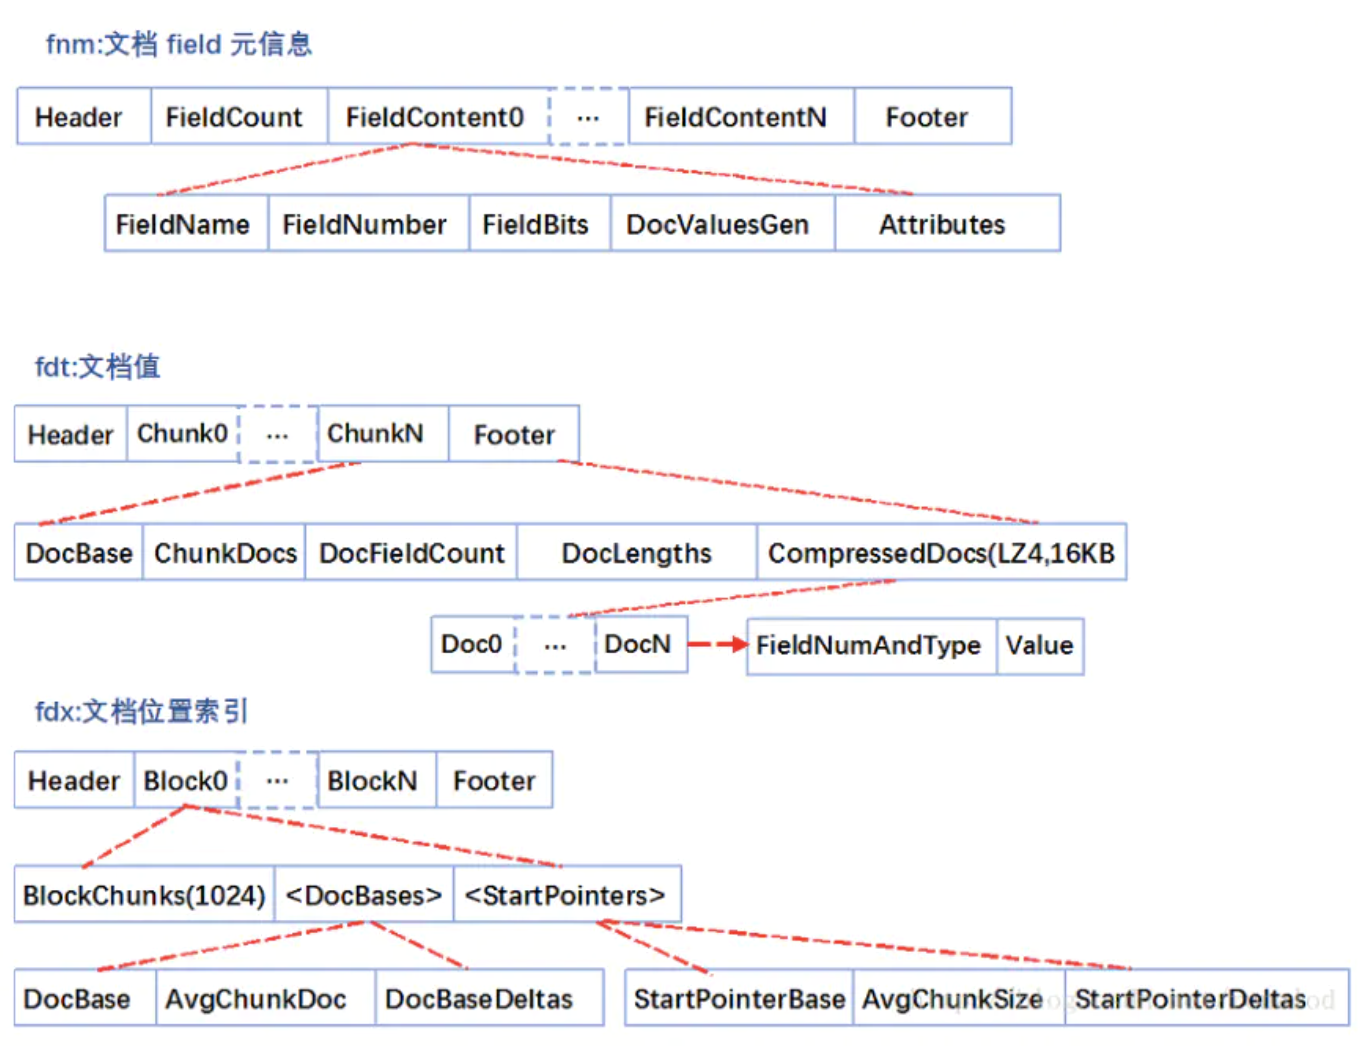 fnm:文档 field 元信息
Header FieldCount FieldContent0 ... FieldContentN Footer
FieldName FieldNumber FieldBits DocValuesGen Attributes
fdt:文档值
Header Chunk0 ... ChunkN Footer
DocBase ChunkDocs DocFieldCount DocLengths CompressedDocs(LZ4,16KB
Doc0 ... DocN FieldNumAndType Value
fdx:文档位置索引
Header Block0 ... BlockN Footer
BlockChunks(1024) <DocBases> <StartPointers>
DocBase AvgChunkDoc DocBaseDeltas StartPointerBase AvgChunkSize StartPointerDeltas